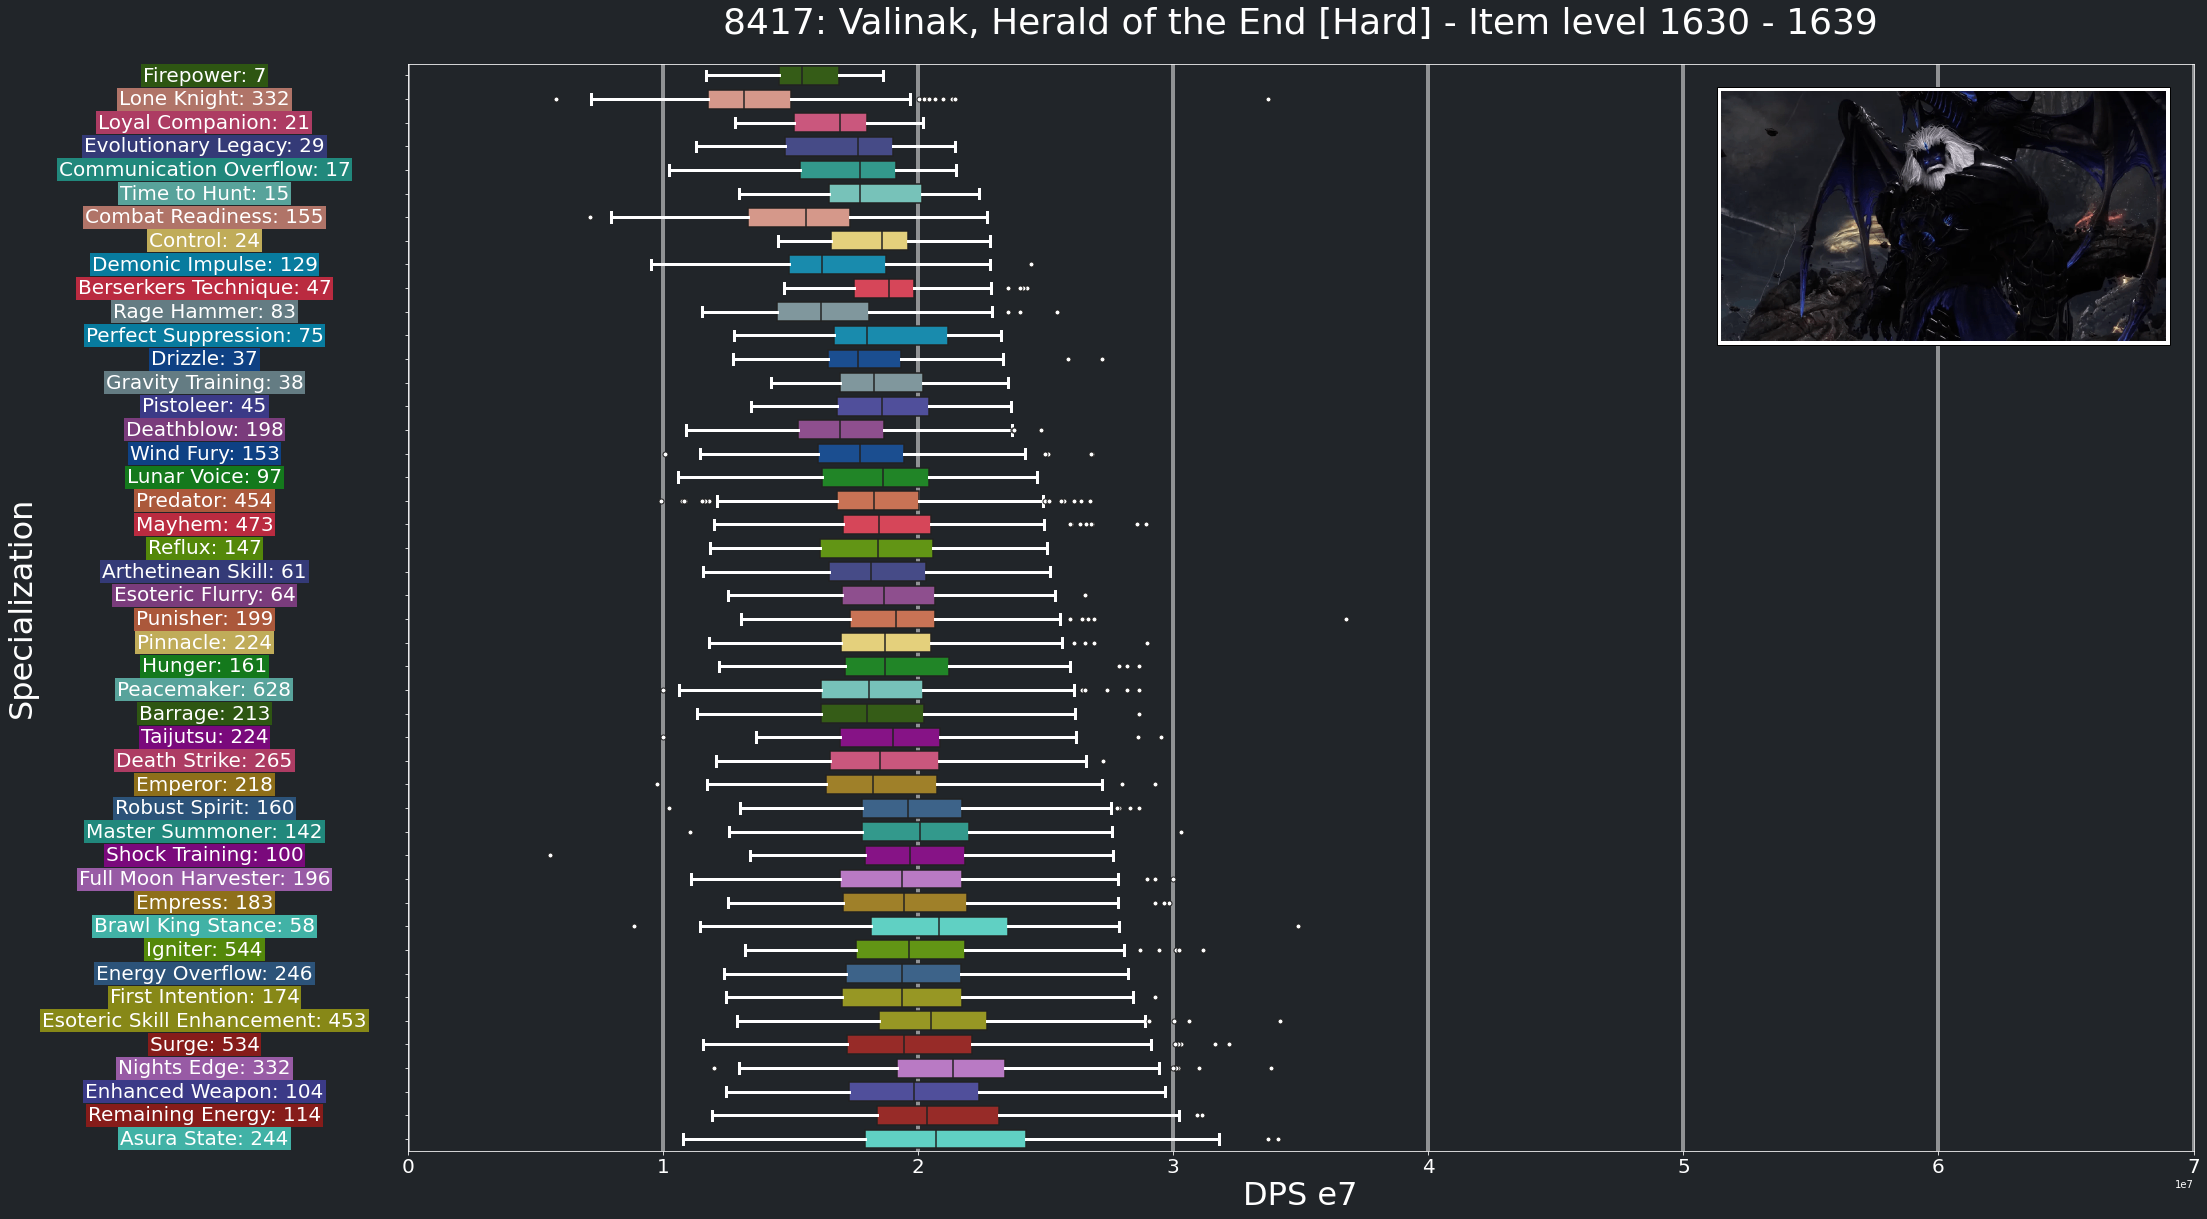 8417: Valinak, Herald of the End [Hard] - Item level 1630 - 1639
Specialization
Firepower: 7
Lone Knight: 332
Loyal Companion: 21
Evolutionary Legacy: 29
Communication Overflow: 17
Time to Hunt: 15
Combat Readiness: 155
Control: 24
Demonic Impulse: 129
Berserkers Technique: 47
Rage Hammer: 83
Perfect Suppression: 75
Drizzle: 37
Gravity Training: 38
Pistoleer: 45
Deathblow: 198
Wind Fury: 153
Lunar Voice: 97
Predator: 454
Mayhem: 473
Reflux: 147
Arthetinean Skill: 61
Esoteric Flurry: 64
Punisher: 199
Pinnacle: 224
Hunger: 161
Peacemaker: 628
Barrage: 213
Taijutsu: 224
Death Strike: 265
Emperor: 218
Robust Spirit: 160
Master Summoner: 142
Shock Training: 100
Full Moon Harvester: 196
Empress: 183
Brawl King Stance: 58
Igniter: 544
Energy Overflow: 246
First Intention: 174
Esoteric Skill Enhancement: 453
Surge: 534
Nights Edge: 332
Enhanced Weapon: 104
Remaining Energy: 114
Asura State: 244
0 1 2 3 4 5 6 7
DPS e7
1e7